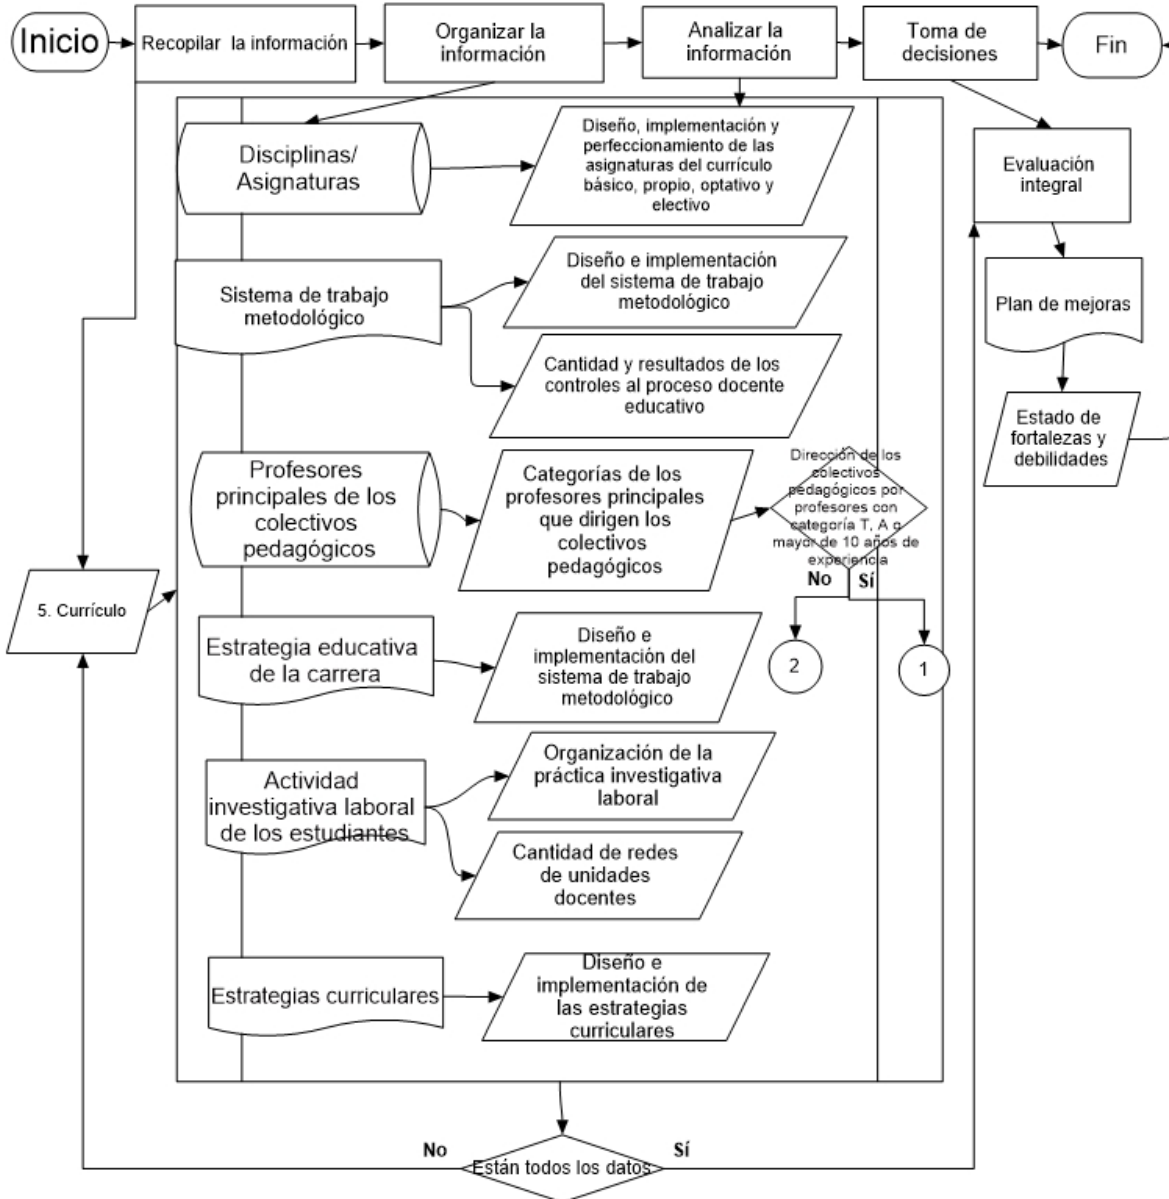 Inicio
Recopilar la información
Organizar la
información
Analizar la
información
Toma de
decisiones
Fin
Disciplinas/
Asignaturas
Diseño, implementación y
perfeccionamiento de las
asignaturas del currículo
básico, propio, optativo y
electivo
Evaluación
integral
Sistema de trabajo
metodológico
Diseño e implementación
del sistema de trabajo
metodológico
Plan de mejoras
Cantidad y resultados de los
controles al proceso docente
educativo
Estado de
fortalezas y
debilidades
Profesores
principales de los
colectivos
pedagógicos
Categorías de los
profesores principales
que dirigen los
colectivos
pedagógicos
Dirección de los
colectivos
pedagógicos por
profesores con
categoría T, A o
mayor de 10 años de
experiencia
No
Sí
2
1
5. Currículo
Estrategia educativa
de la carrera
Diseño e
implementación del
sistema de trabajo
metodológico
Actividad
investigativa laboral
de los estudiantes
Organización de la
práctica investigativa
laboral
Cantidad de redes
de unidades
docentes
Estrategias curriculares
Diseño e
implementación de
las estrategias
curriculares
No
Están todos los datos
Sí